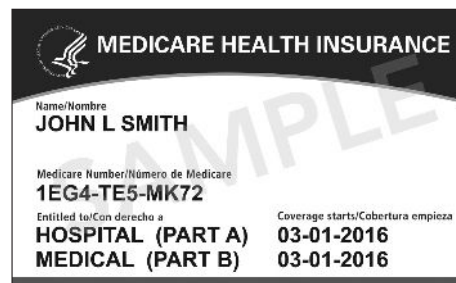 MEDICARE HEALTH INSURANCE
SAMPLE
Name/Nombre
JOHN L SMITH
Medicare Number/Número de Medicare
1EG4-TE5-MK72
Entitled to/Con derecho a Coverage starts/Cobertura empieza
HOSPITAL (PART A) 03-01-2016
MEDICAL (PART B) 03-01-2016